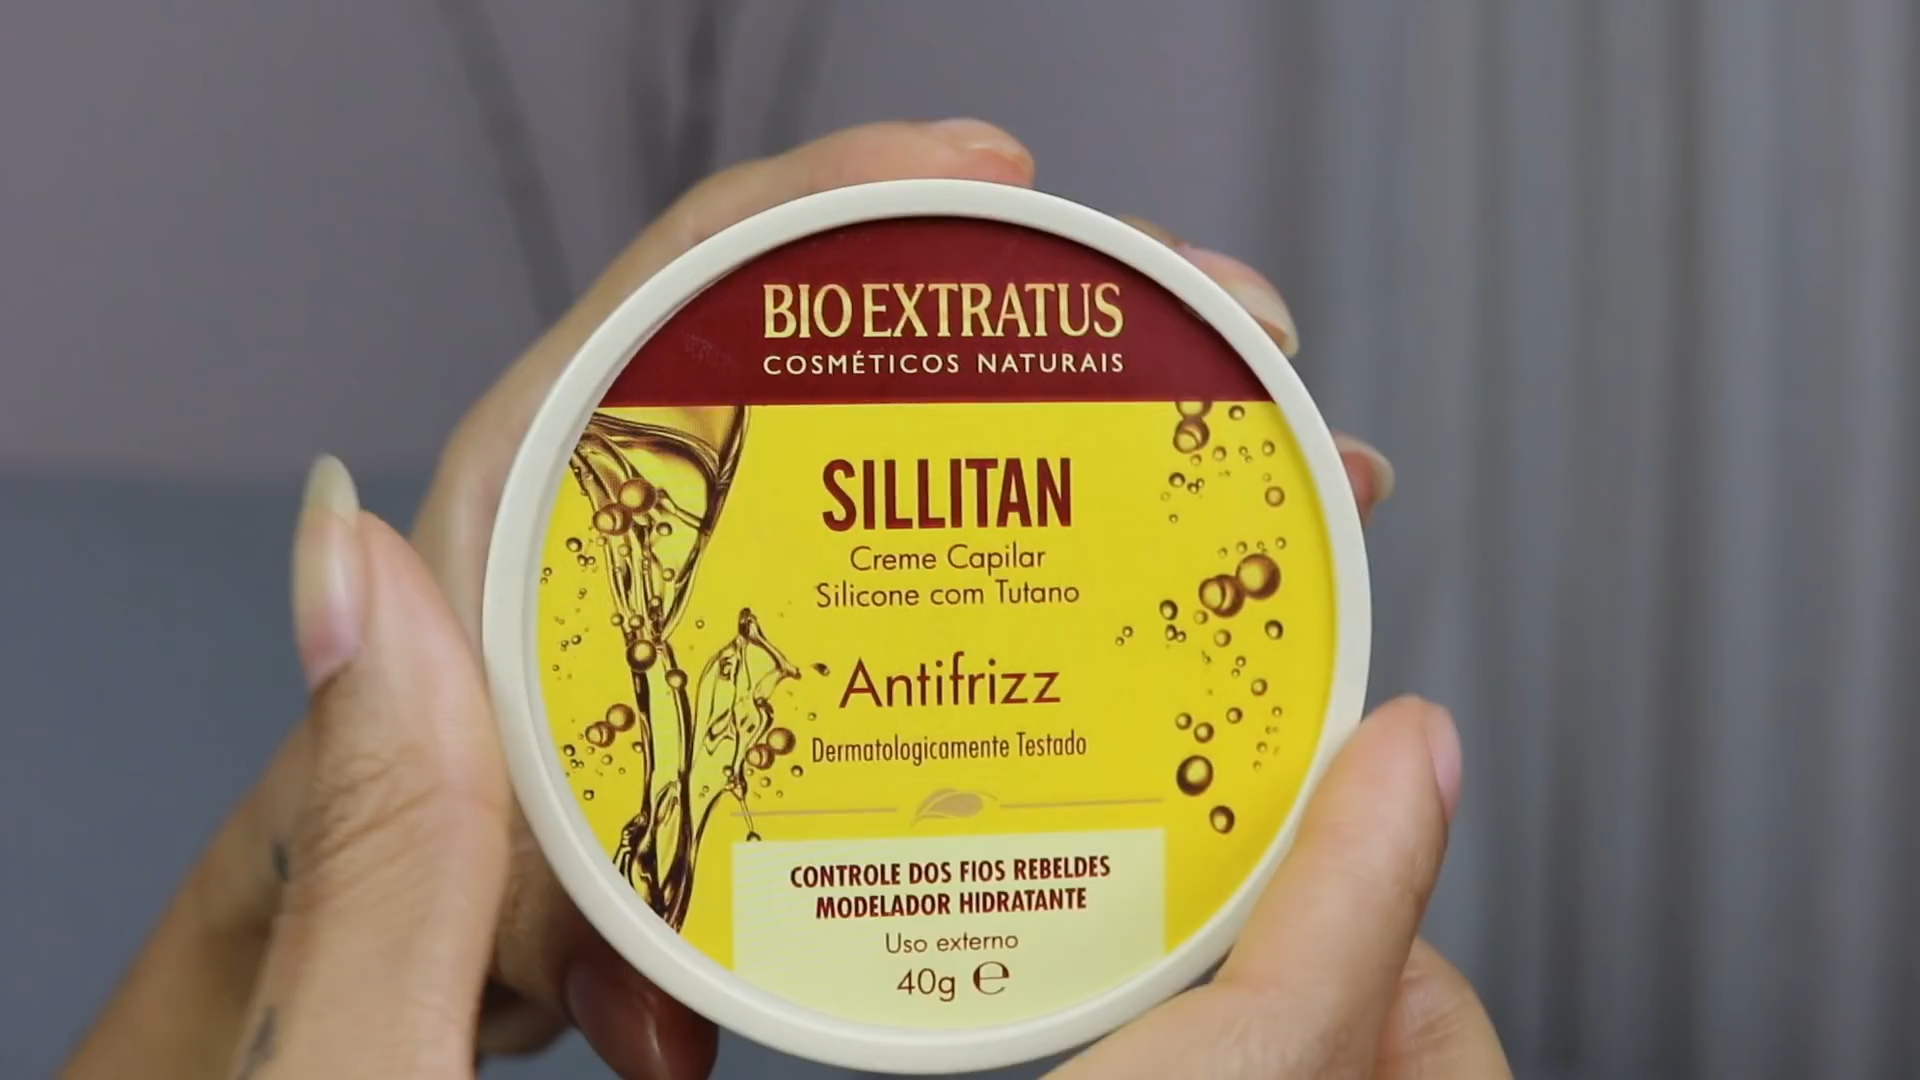 BIO EXTRATUS
COSMÉTICOS NATURAIS
SILLITAN
Creme Capilar
Silicone com Tutano
Antifrizz
Dermatologicamente Testado
CONTROLE DOS FIOS REBELDES
MODELADOR HIDRATANTE
Uso externo
40g ℮